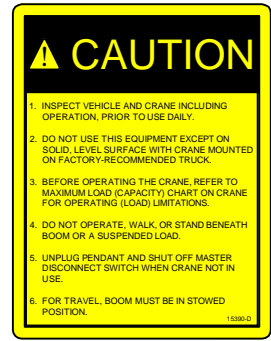 CAUTION
1. INSPECT VEHICLE AND CRANE INCLUDING
OPERATION, PRIOR TO USE DAILY.
2. DO NOT USE THIS EQUIPMENT EXCEPT ON
SOLID, LEVEL SURFACE WITH CRANE MOUNTED
ON FACTORY-RECOMMENDED TRUCK.
3. BEFORE OPERATING THE CRANE, REFER TO
MAXIMUM LOAD (CAPACITY) CHART ON CRANE
FOR OPERATING (LOAD) LIMITATIONS.
4. DO NOT OPERATE, WALK, OR STAND BENEATH
BOOM OR A SUSPENDED LOAD.
5. UNPLUG PENDANT AND SHUT OFF MASTER
DISCONNECT SWITCH WHEN CRANE NOT IN
USE.
6. FOR TRAVEL, BOOM MUST BE IN STOWED
POSITION.
15390-D